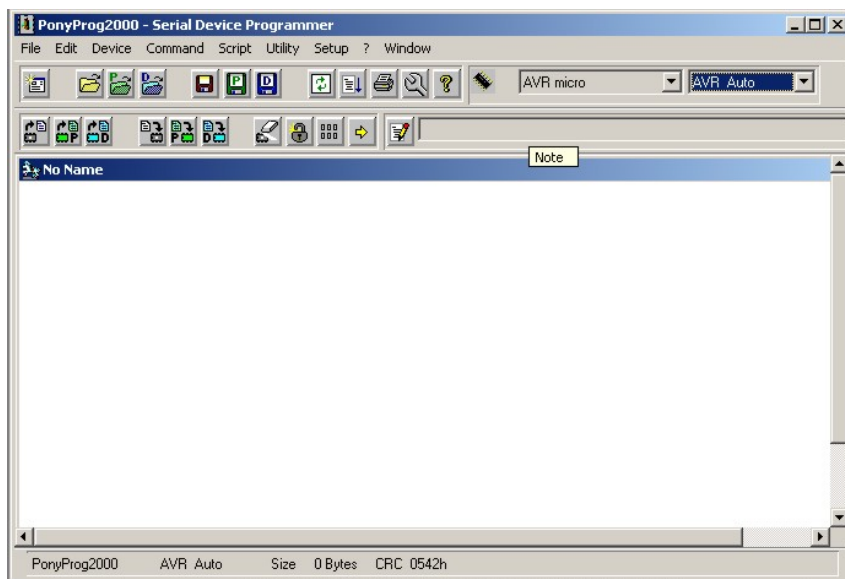 PonyProg2000 - Serial Device Programmer
File Edit Device Command Script Utility Setup ? Window
P D P D ? AVR micro AVR Auto
P D P D
Note
No Name
PonyProg2000 AVR Auto Size 0 Bytes CRC 0542h